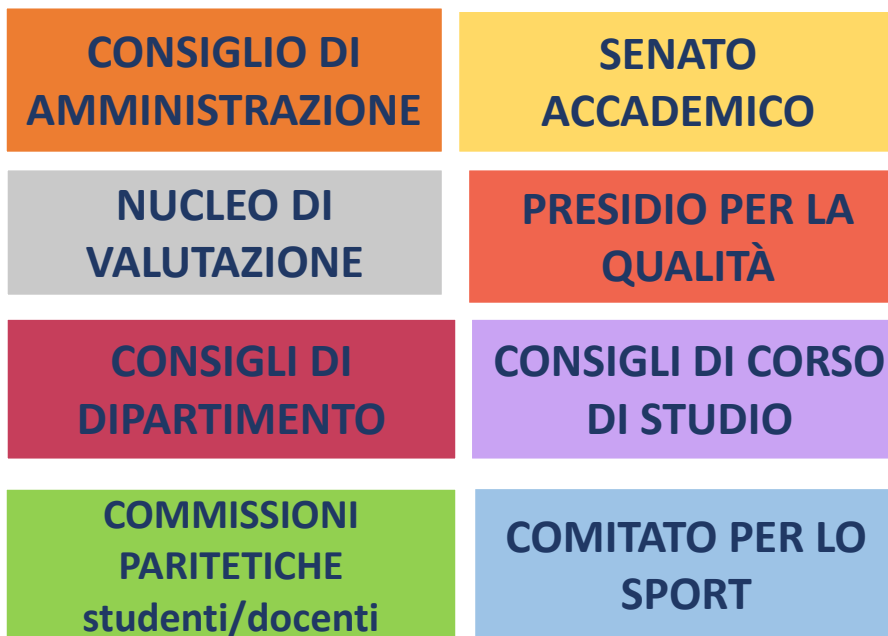 CONSIGLIO DI
AMMINISTRAZIONE
SENATO
ACCADEMICO
NUCLEO DI
VALUTAZIONE
PRESIDIO PER LA
QUALITÀ
CONSIGLI DI
DIPARTIMENTO
CONSIGLI DI CORSO
DI STUDIO
COMMISSIONI
PARITETICHE
studenti/docenti
COMITATO PER LO
SPORT